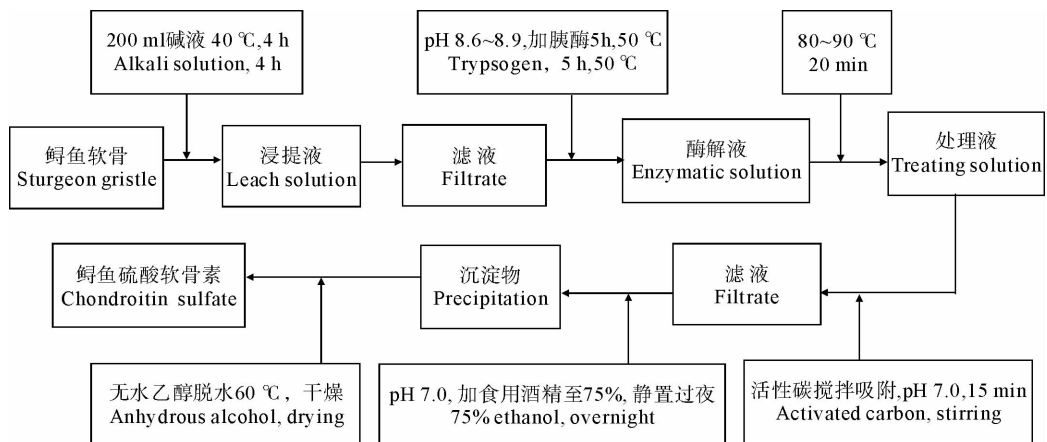 200 ml碱液 40 ℃,4 h
Alkali solution, 4 h
pH 8.6~8.9,加胰酶5h,50 ℃
Trypsogen, 5 h,50 ℃
80~90 ℃
20 min
鲟鱼软骨
Sturgeon gristle
浸提液
Leach solution
滤 液
Filtrate
酶解液
Enzymatic solution
处理液
Treating solution
鲟鱼硫酸软骨素
Chondroitin sulfate
沉淀物
Precipitation
滤 液
Filtrate
无水乙醇脱水60 ℃, 干燥
Anhydrous alcohol, drying
pH 7.0, 加食用酒精至75%, 静置过夜
75% ethanol, overnight
活性碳搅拌吸附,pH 7.0,15 min
Activated carbon, stirring